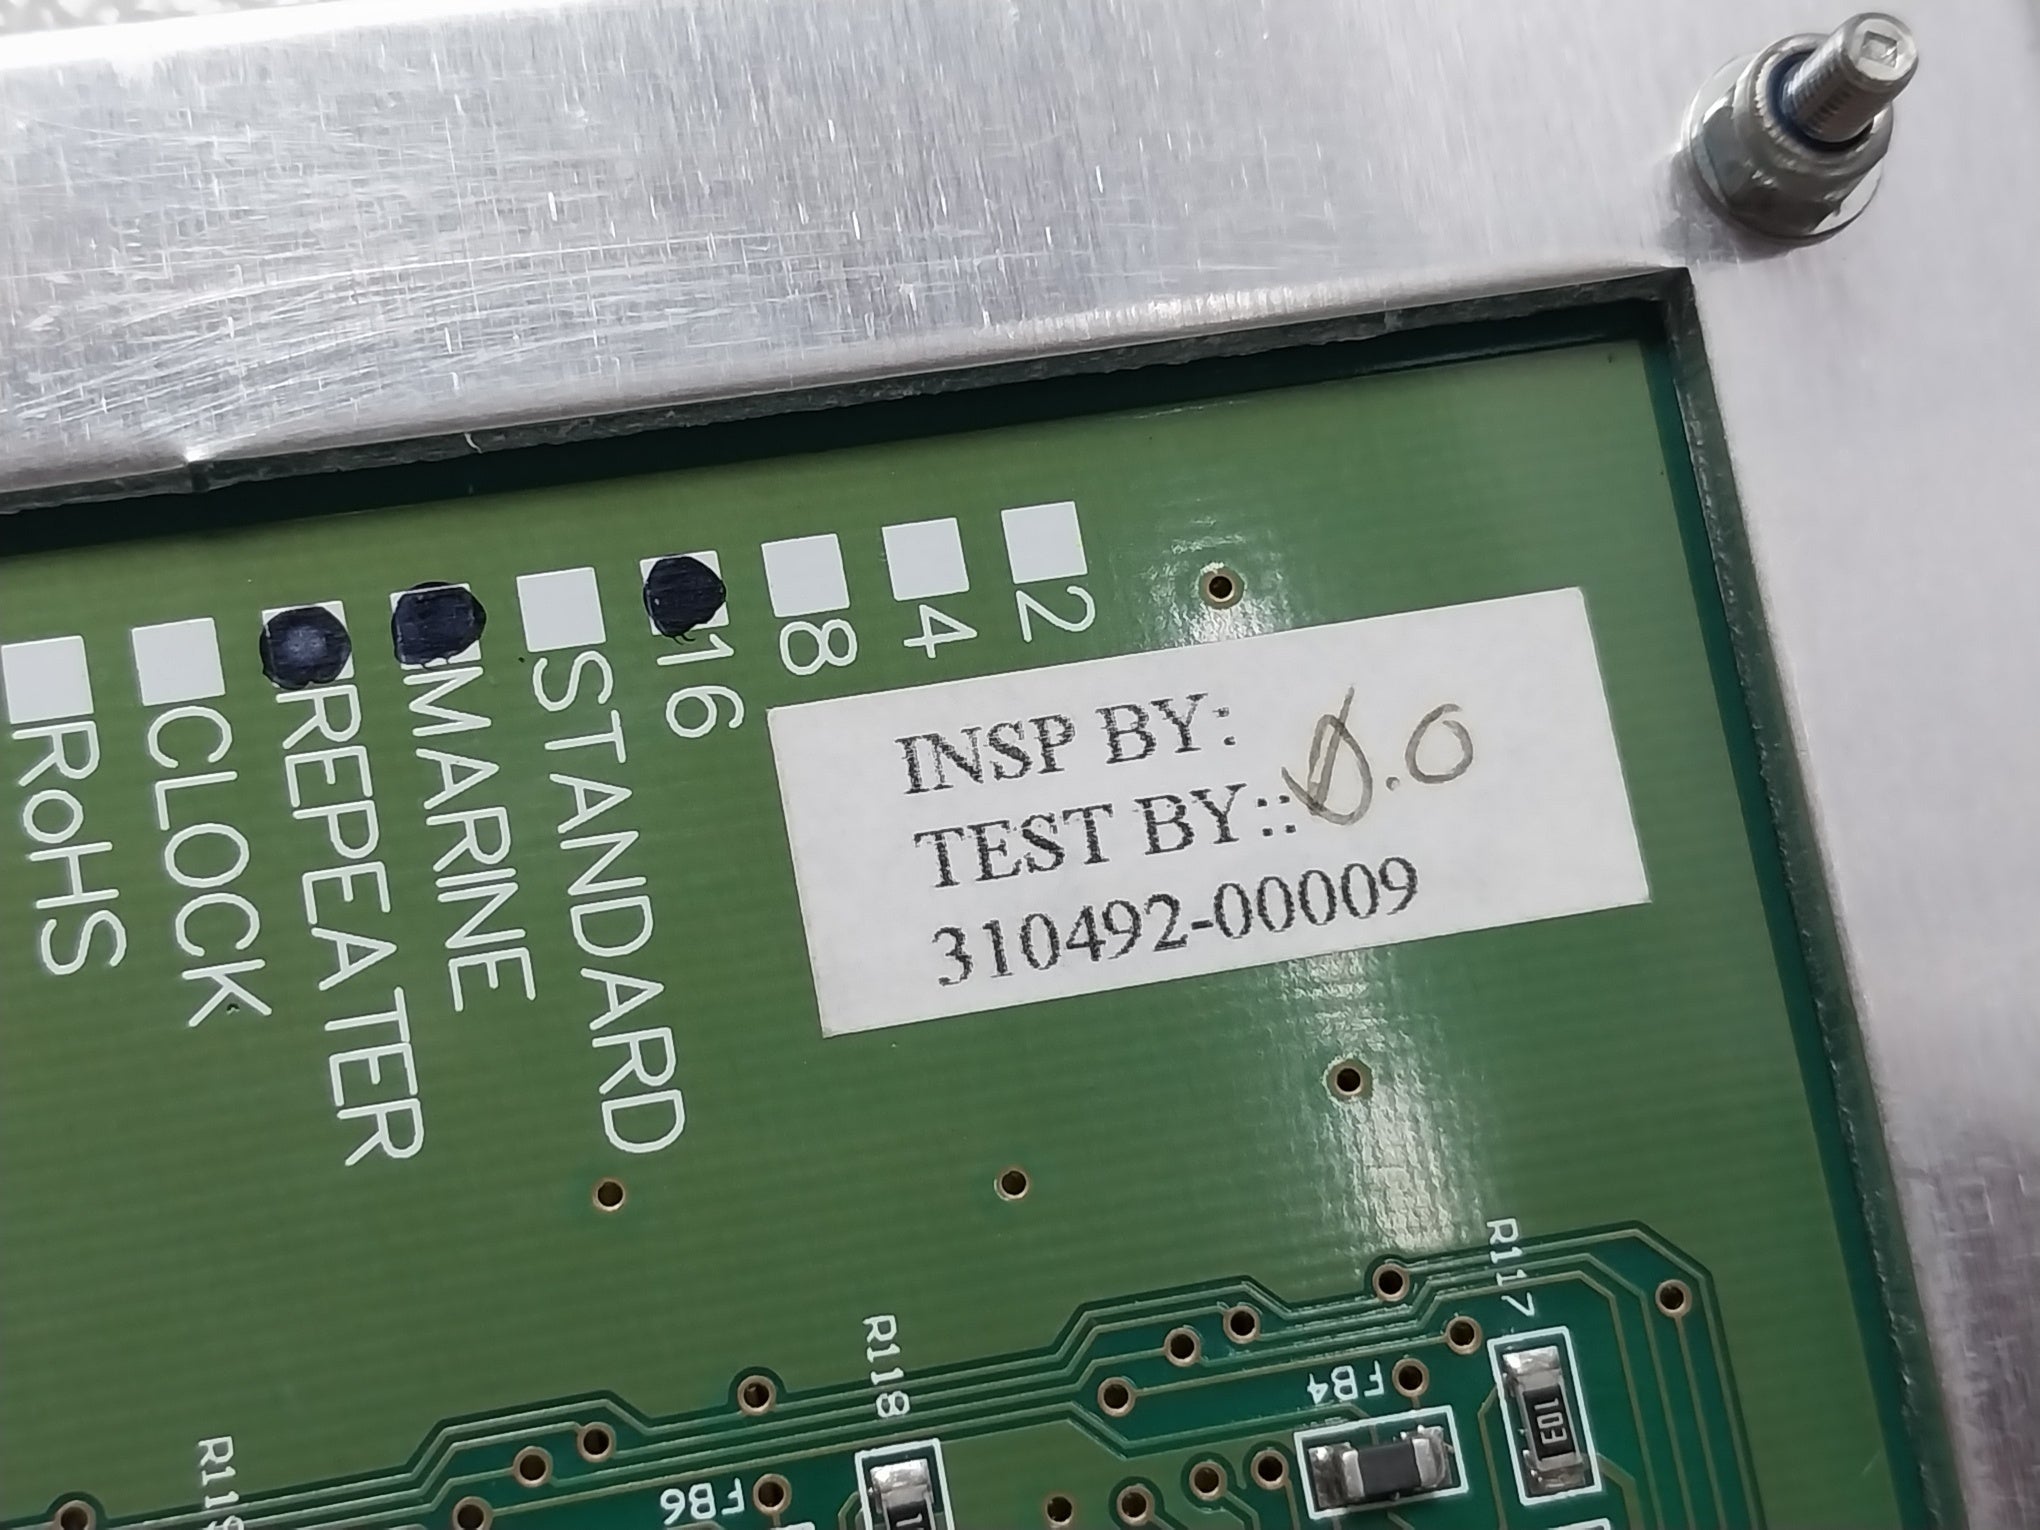 2
4
8
16
STANDARD
MARINE
REPEATER
CLOCK
RoHS
INSP BY:
TEST BY::
310492-00009
R117
R118
FB4
103
FB6